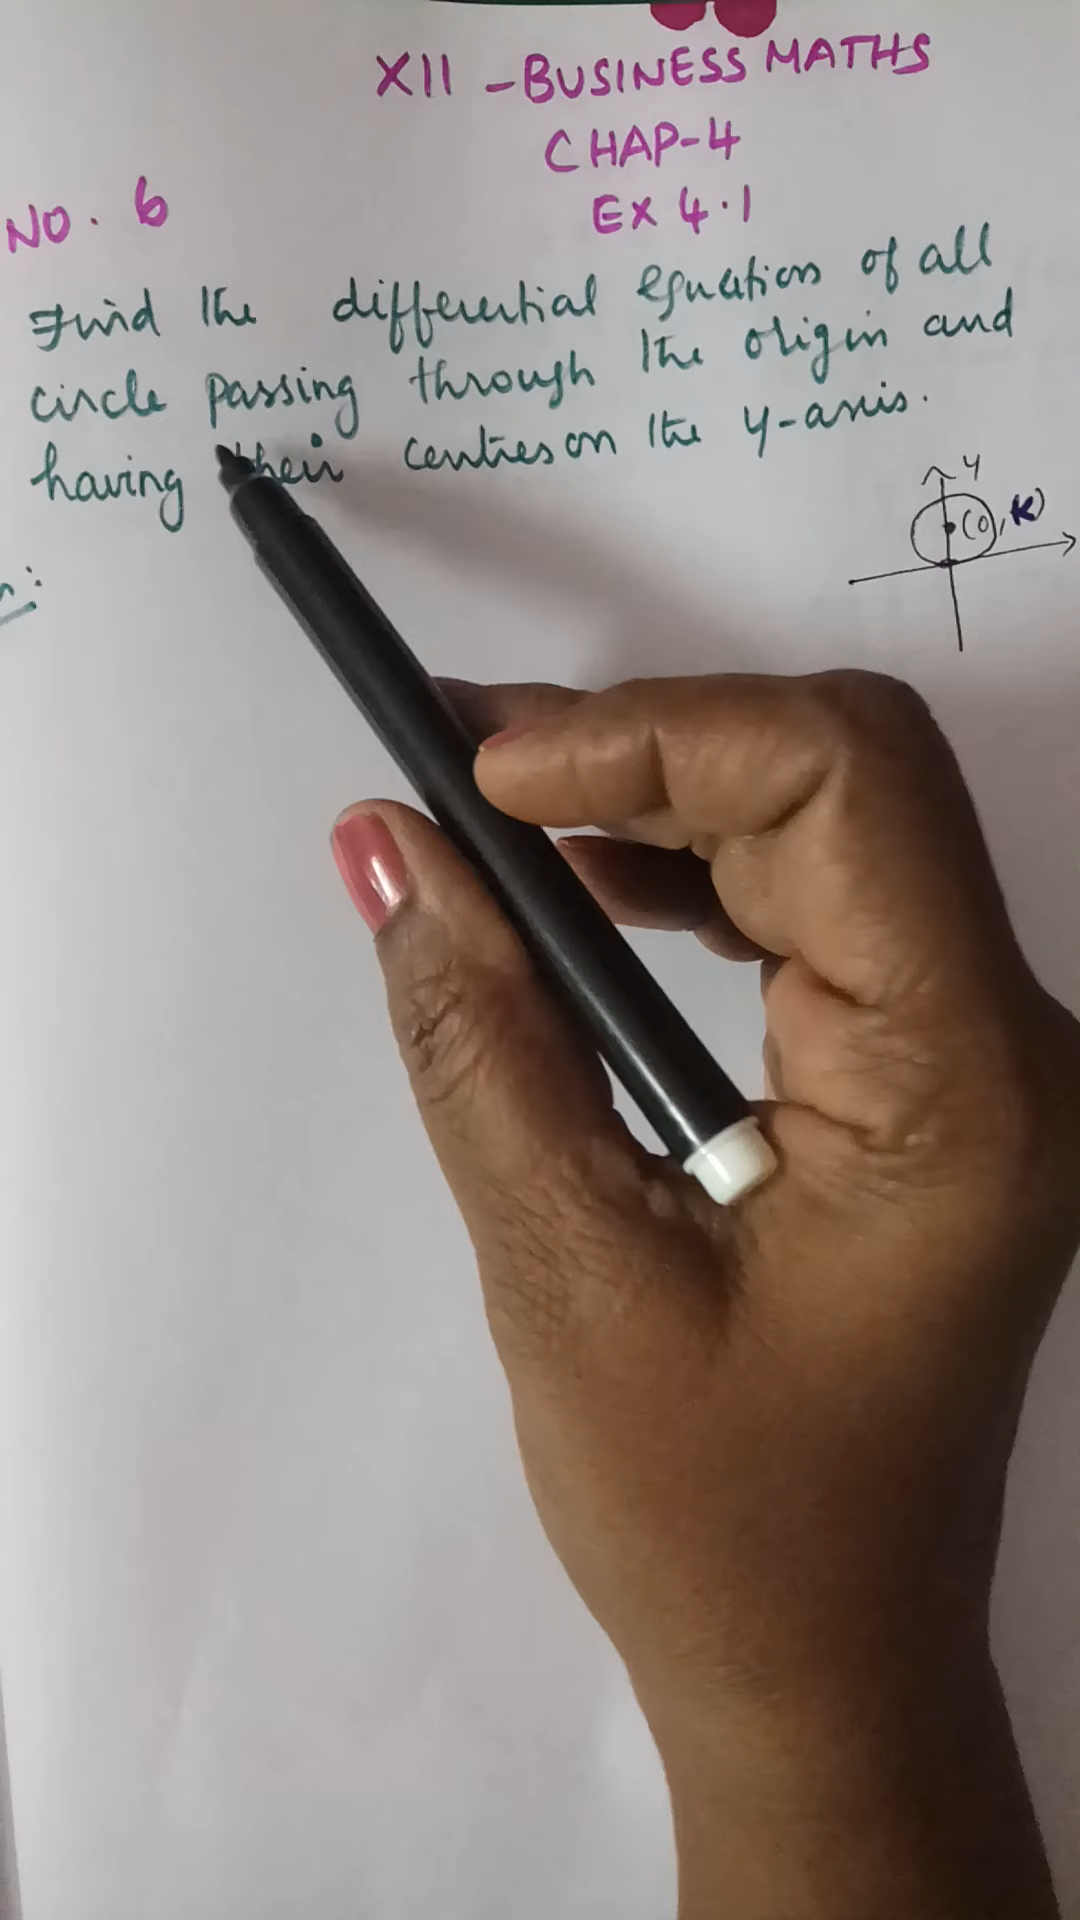 XII - BUSINESS MATHS
CHAP-4
EX 4.1
NO. 6
Find the differential equation of all
circle passing through the origin and
having their centres on the y-axis.
y
(0, K)